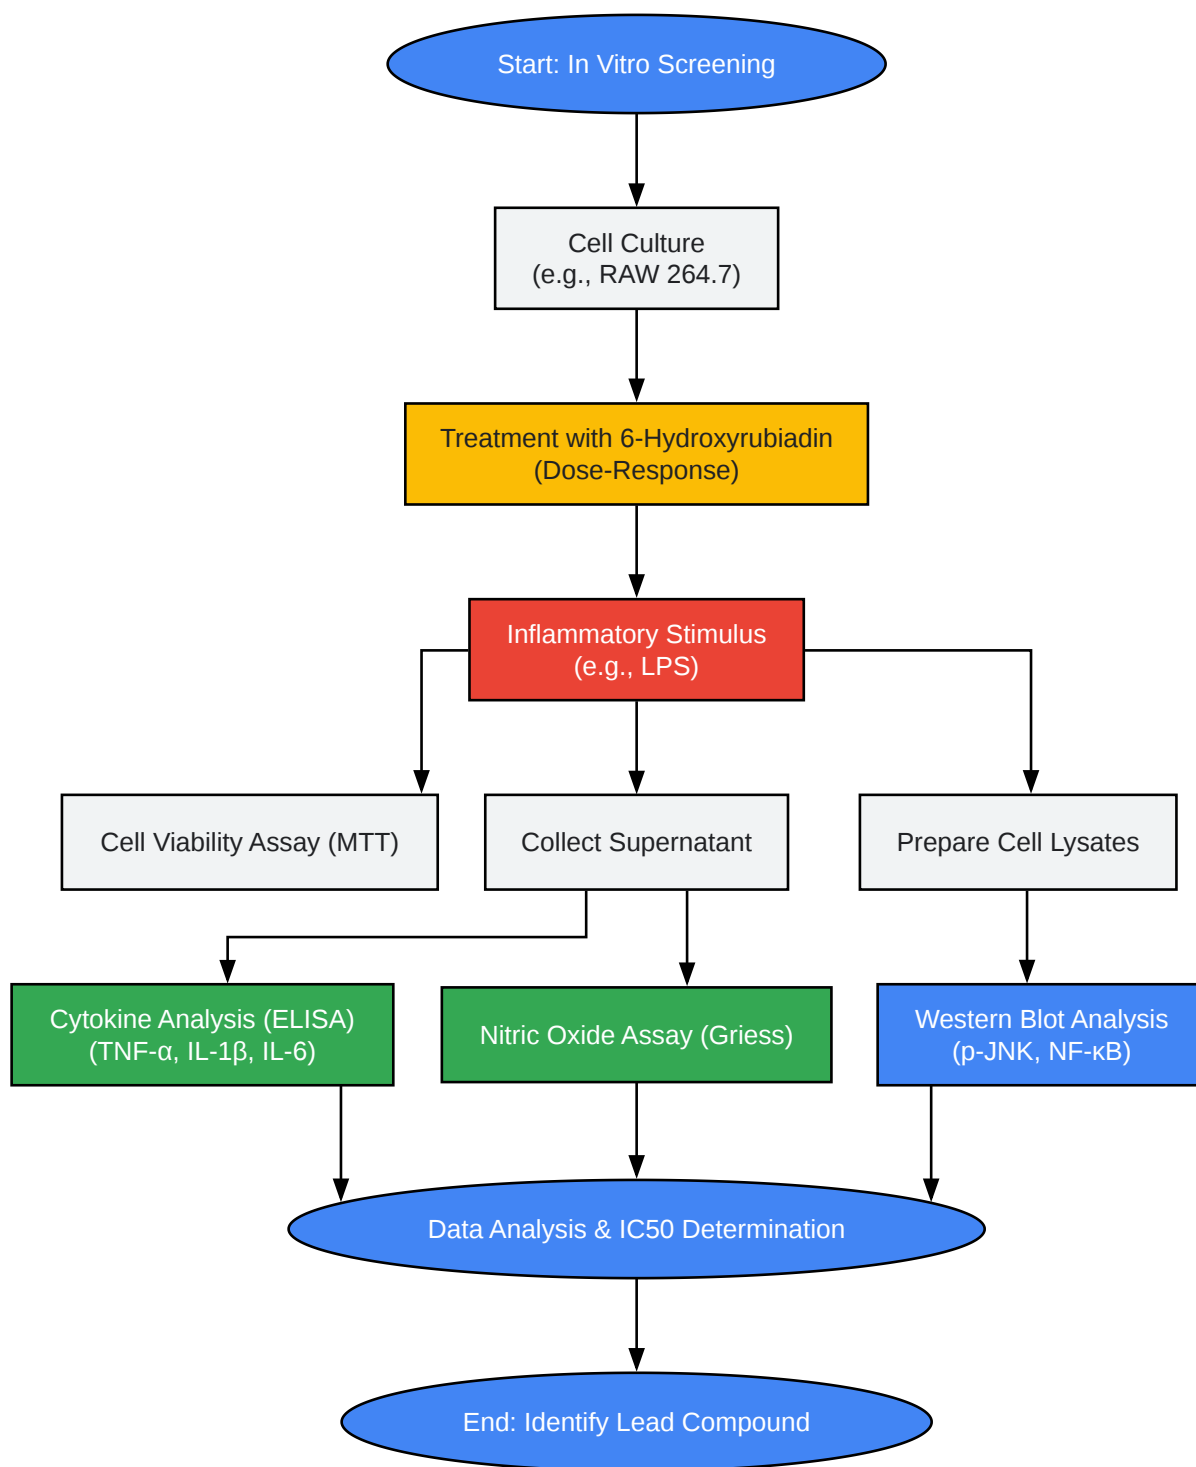 Start: In Vitro Screening
Cell Culture
(e.g., RAW 264.7)
Treatment with 6-Hydroxyrubiadin
(Dose-Response)
Inflammatory Stimulus
(e.g., LPS)
Cell Viability Assay (MTT)
Collect Supernatant
Prepare Cell Lysates
Cytokine Analysis (ELISA)
(TNF-α, IL-1β, IL-6)
Nitric Oxide Assay (Griess)
Western Blot Analysis
(p-JNK, NF-κB)
Data Analysis & IC50 Determination
End: Identify Lead Compound